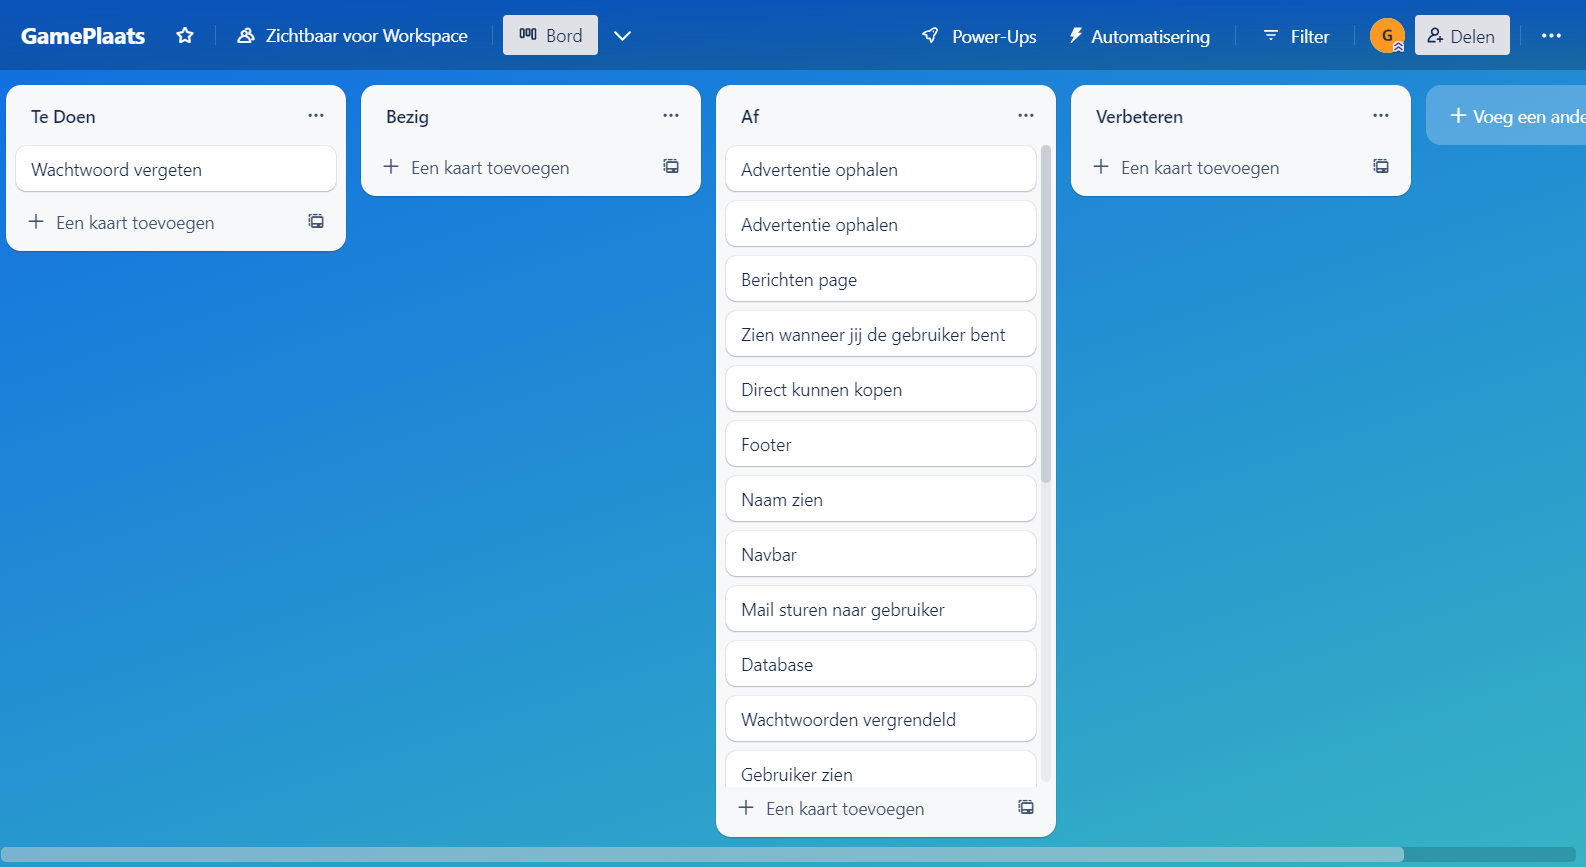 GamePlaats
Zichtbaar voor Workspace
Bord
Power-Ups
Automatisering
Filter
G
Delen
Te Doen
Wachtwoord vergeten
Een kaart toevoegen
Bezig
Een kaart toevoegen
Af
Advertentie ophalen
Advertentie ophalen
Berichten page
Zien wanneer jij de gebruiker bent
Direct kunnen kopen
Footer
Naam zien
Navbar
Mail sturen naar gebruiker
Database
Wachtwoorden vergrendeld
Gebruiker zien
Een kaart toevoegen
Verbeteren
Een kaart toevoegen
Voeg een ande